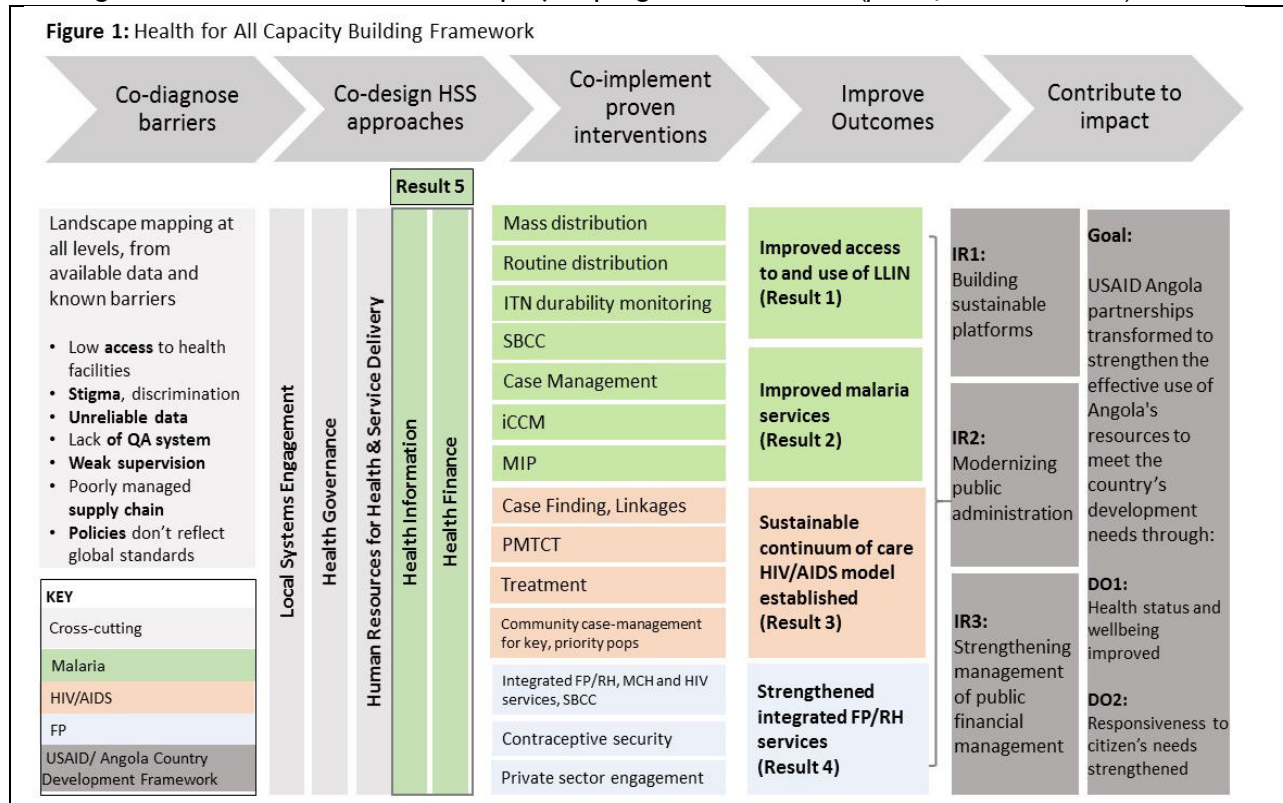 Figure 1: Health for All Capacity Building Framework
Co-diagnose
barriers
Co-design HSS
approaches
Co-implement
proven
interventions
Improve
Outcomes
Contribute to
impact
Landscape mapping at
all levels, from
available data and
known barriers
• Low access to health
facilities
• Stigma, discrimination
• Unreliable data
• Lack of QA system
• Weak supervision
• Poorly managed
supply chain
• Policies don't reflect
global standards
KEY
Cross-cutting
Malaria
HIV/AIDS
FP
USAID/ Angola Country
Development Framework
Result 5
Local Systems Engagement
Health Governance
Human Resources for Health & Service Delivery
Health Information
Health Finance
Mass distribution
Routine distribution
ITN durability monitoring
SBCC
Case Management
iCCM
MIP
Case Finding, Linkages
PMTCT
Treatment
Community case-management
for key, priority pops
Integrated FP/RH, MCH and HIV
services, SBCC
Contraceptive security
Private sector engagement
Improved access
to and use of LLIN
(Result 1)
Improved malaria
services
(Result 2)
Sustainable
continuum of care
HIV/AIDS model
established
(Result 3)
Strengthened
integrated FP/RH
services
(Result 4)
IR1:
Building
sustainable
platforms
IR2:
Modernizing
public
administration
IR3:
Strengthening
management
of public
financial
management
Goal:
USAID Angola
partnerships
transformed to
strengthen the
effective use of
Angola's
resources to
meet the
country's
development
needs through:
DO1:
Health status and
wellbeing
improved
DO2:
Responsiveness to
citizen's needs
strengthened